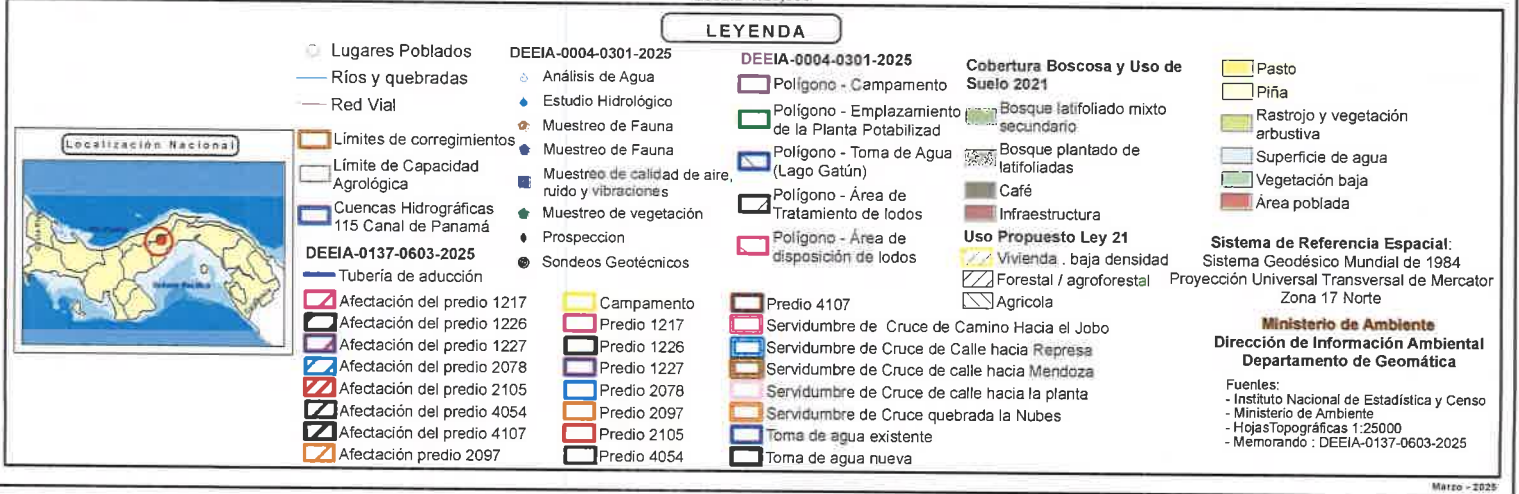 LEYENDA
Localización Nacional
Lugares Poblados
Ríos y quebradas
Red Vial
Límites de corregimientos
Límite de Capacidad
Agrológica
Cuencas Hidrográficas
115 Canal de Panamá
DEEIA-0137-0603-2025
Tubería de aducción
Afectación del predio 1217
Afectación del predio 1226
Afectación del predio 1227
Afectación del predio 2078
Afectación del predio 2105
Afectación del predio 4054
Afectación del predio 4107
Afectación predio 2097
DEEIA-0004-0301-2025
Análisis de Agua
Estudio Hidrológico
Muestreo de Fauna
Muestreo de Fauna
Muestreo de calidad de aire,
ruido y vibraciones
Muestreo de vegetación
Prospeccion
Sondeos Geotécnicos
Campamento
Predio 1217
Predio 1226
Predio 1227
Predio 2078
Predio 2097
Predio 2105
Predio 4054
DEEIA-0004-0301-2025
Polígono - Campamento
Polígono - Emplazamiento
de la Planta Potabilizad
Polígono - Toma de Agua
(Lago Gatún)
Polígono - Área de
Tratamiento de lodos
Polígono - Área de
disposición de lodos
Predio 4107
Servidumbre de Cruce de Camino Hacia el Jobo
Servidumbre de Cruce de Calle hacia Represa
Servidumbre de Cruce de calle hacia Mendoza
Servidumbre de Cruce de calle hacia la planta
Servidumbre de Cruce quebrada la Nubes
Toma de agua existente
Toma de agua nueva
Cobertura Boscosa y Uso de
Suelo 2021
Bosque latifoliado mixto
secundario
Bosque plantado de
latifoliadas
Café
Infraestructura
Uso Propuesto Ley 21
Vivienda . baja densidad
Forestal / agroforestal
Agricola
Pasto
Piña
Rastrojo y vegetación
arbustiva
Superficie de agua
Vegetación baja
Área poblada
Sistema de Referencia Espacial:
Sistema Geodésico Mundial de 1984
Proyección Universal Transversal de Mercator
Zona 17 Norte
Ministerio de Ambiente
Dirección de Información Ambiental
Departamento de Geomática
Fuentes:
- Instituto Nacional de Estadística y Censo
- Ministerio de Ambiente
- HojasTopográficas 1:25000
- Memorando : DEEIA-0137-0603-2025
Marzo - 2025